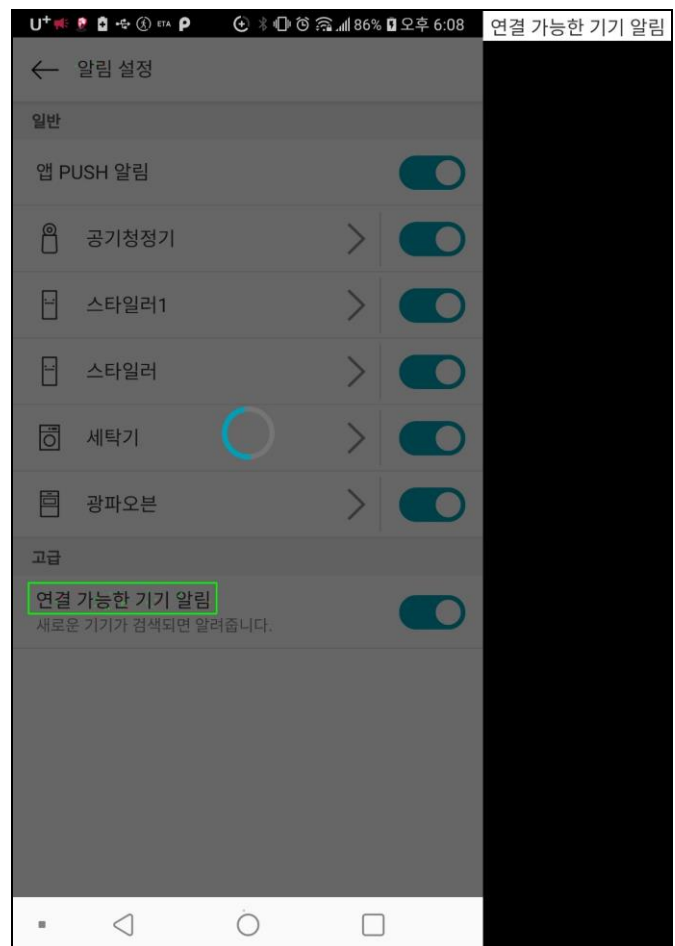 U+ ETA 86% 오후 6:08
연결 가능한 기기 알림
알림 설정
일반
앱 PUSH 알림
공기청정기
스타일러1
스타일러
세탁기
광파오븐
고급
연결 가능한 기기 알림
새로운 기기가 검색되면 알려줍니다.